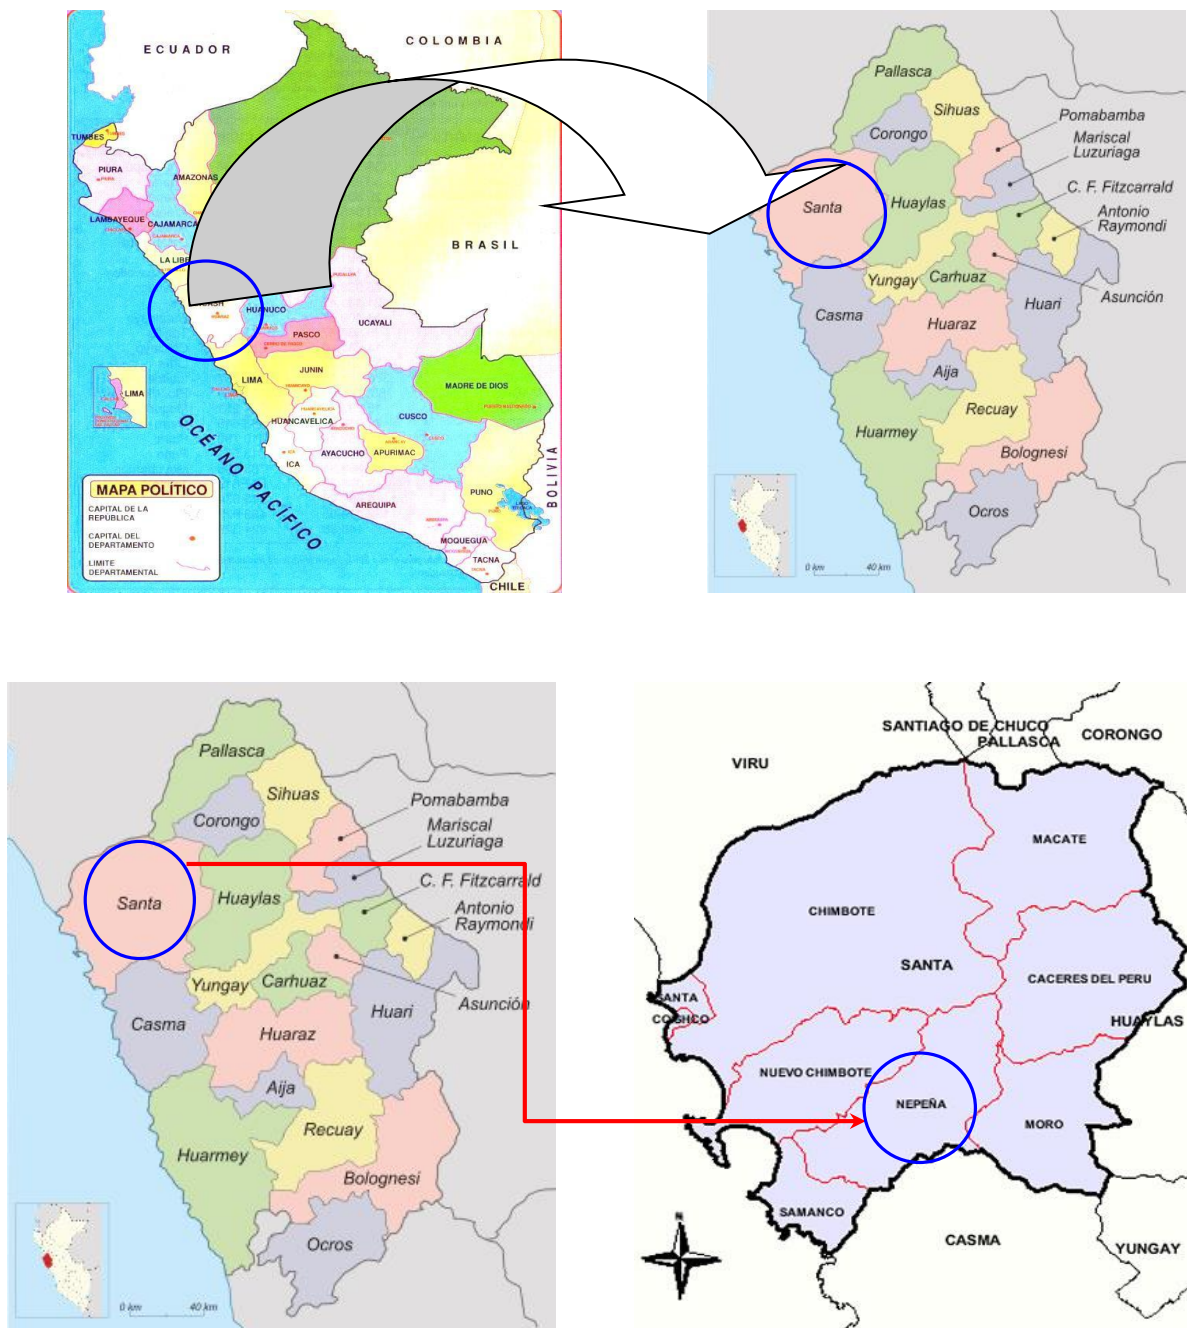 ECUADOR
COLOMBIA
TUMBES
PIURA
AMAZONAS
LAMBAYEQUE
CAJAMARCA
LA LIBE
BRASIL
HUANUCO
UCAYALI
PASCO
JUNIN
LIMA
LIMA
MADRE DE DIOS
CUSCO
HUANCAVELICA
AYACUCHO
APURIMAC
ICA
AREQUIPA
PUNO
MOQUEGUA
TACNA
CHILE
BOLIVIA
OCÉANO PACÍFICO
MAPA POLÍTICO
CAPITAL DE LA
REPUBLICA
CAPITAL DEL
DEPARTAMENTO
LIMITE
DEPARTAMENTAL
Pallasca
Sihuas
Corongo
Pomabamba
Mariscal
Luzuriaga
C. F. Fitzcarrald
Santa
Huaylas
Antonio
Raymondi
Yungay
Carhuaz
Asunción
Huari
Casma
Huaraz
Aija
Recuay
Huarmey
Bolognesi
Ocros
0 km 40 km
Pallasca
Sihuas
Corongo
Pomabamba
Mariscal
Luzuriaga
C. F. Fitzcarrald
Santa
Huaylas
Antonio
Raymondi
Yungay
Carhuaz
Asunción
Huari
Casma
Huaraz
Aija
Recuay
Huarmey
Bolognesi
Ocros
0 km 40 km
SANTIAGO DE CHUCO
PALLASCA
CORONGO
VIRU
MACATE
CHIMBOTE
SANTA
CACERES DEL PERU
SANTA
COISHCO
HUAYLAS
NUEVO CHIMBOTE
NEPEÑA
MORO
SAMANCO
CASMA
YUNGAY
N